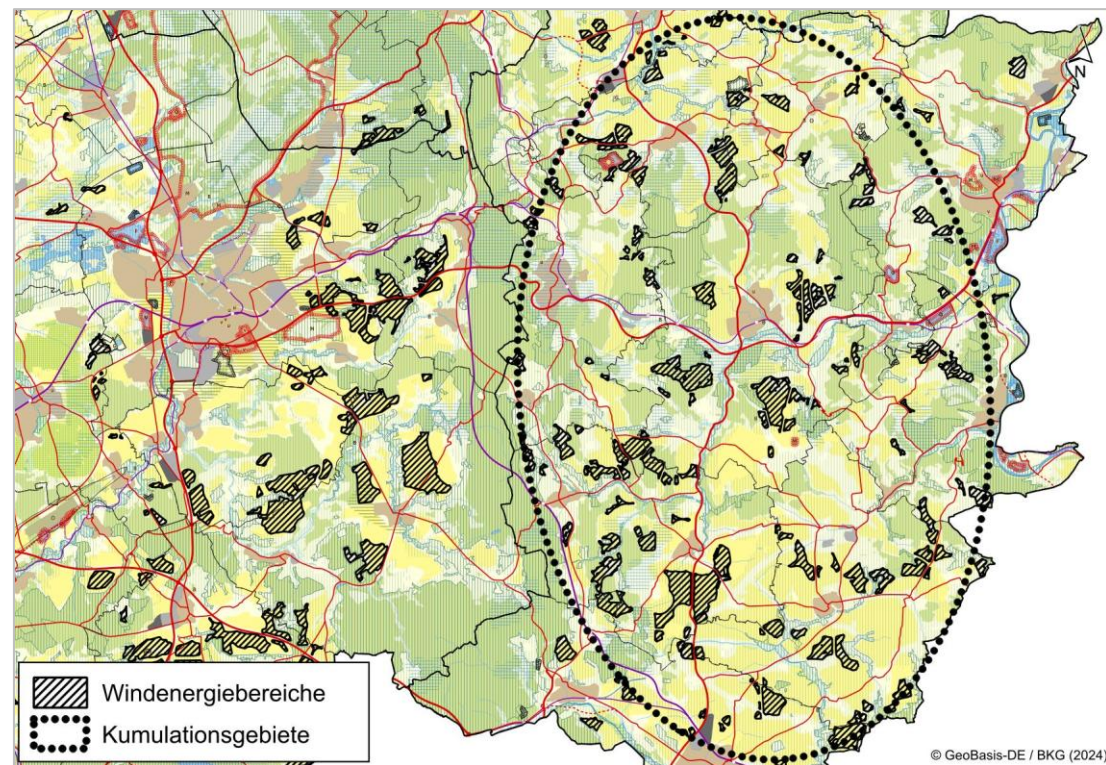 N
Windenergiebereiche
Kumulationsgebiete
© GeoBasis-DE / BKG (2024)